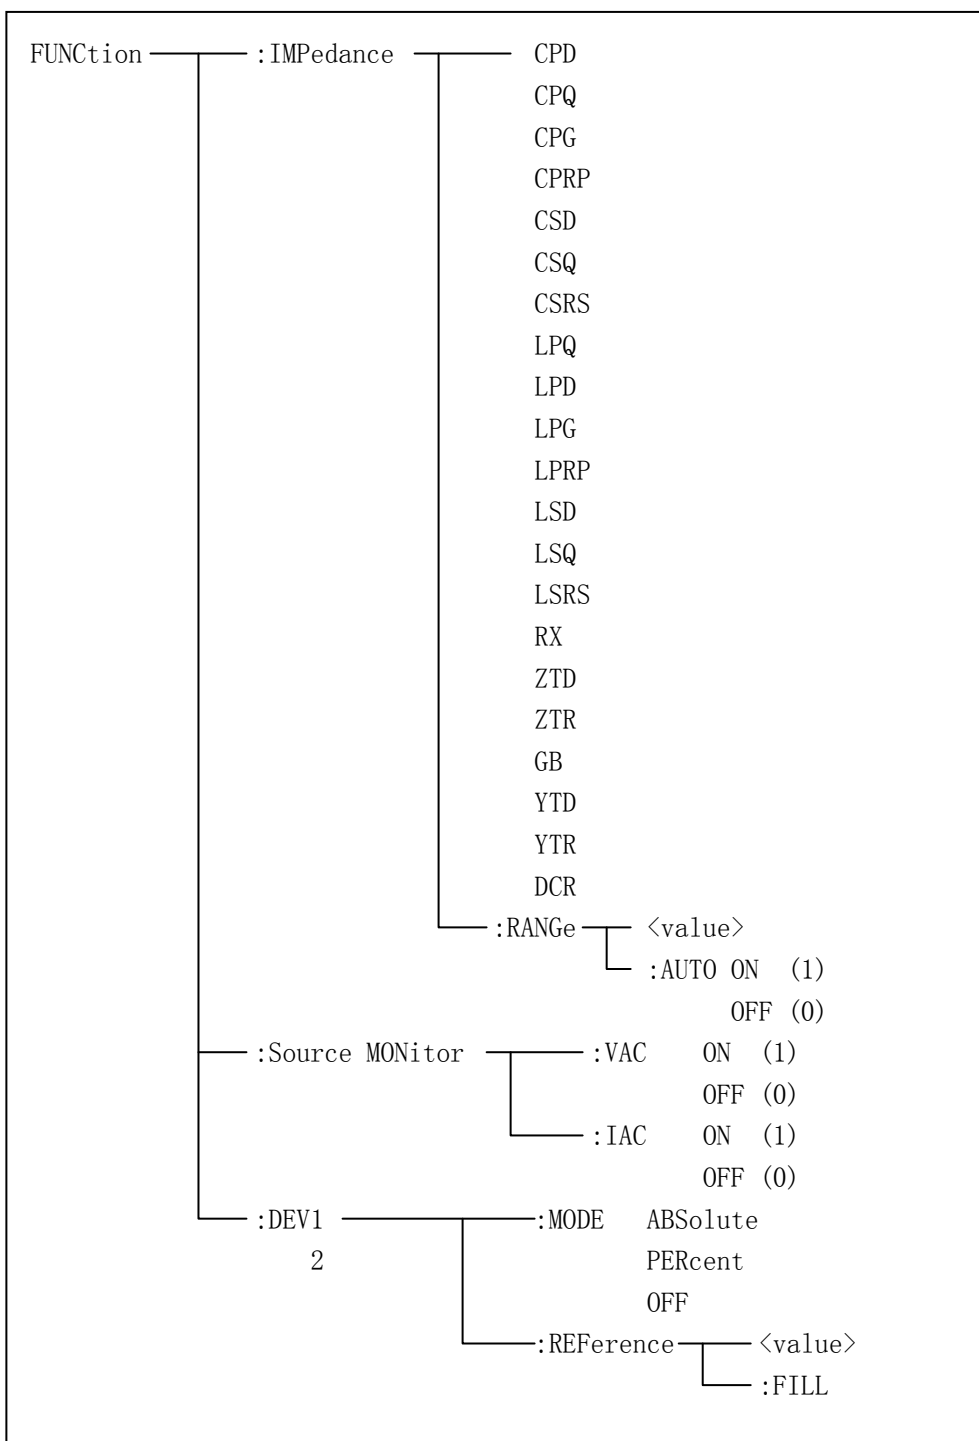 FUNCtion :IMPedance CPD
CPQ
CPG
CPRP
CSD
CSQ
CSRS
LPQ
LPD
LPG
LPRP
LSD
LSQ
LSRS
RX
ZTD
ZTR
GB
YTD
YTR
DCR
:RANGe <value>
:AUTO ON (1)
OFF (0)
:Source MONitor :VAC ON (1)
OFF (0)
:IAC ON (1)
OFF (0)
:DEV1 :MODE ABSolute
2 PERcent
OFF
:REFerence <value>
:FILL